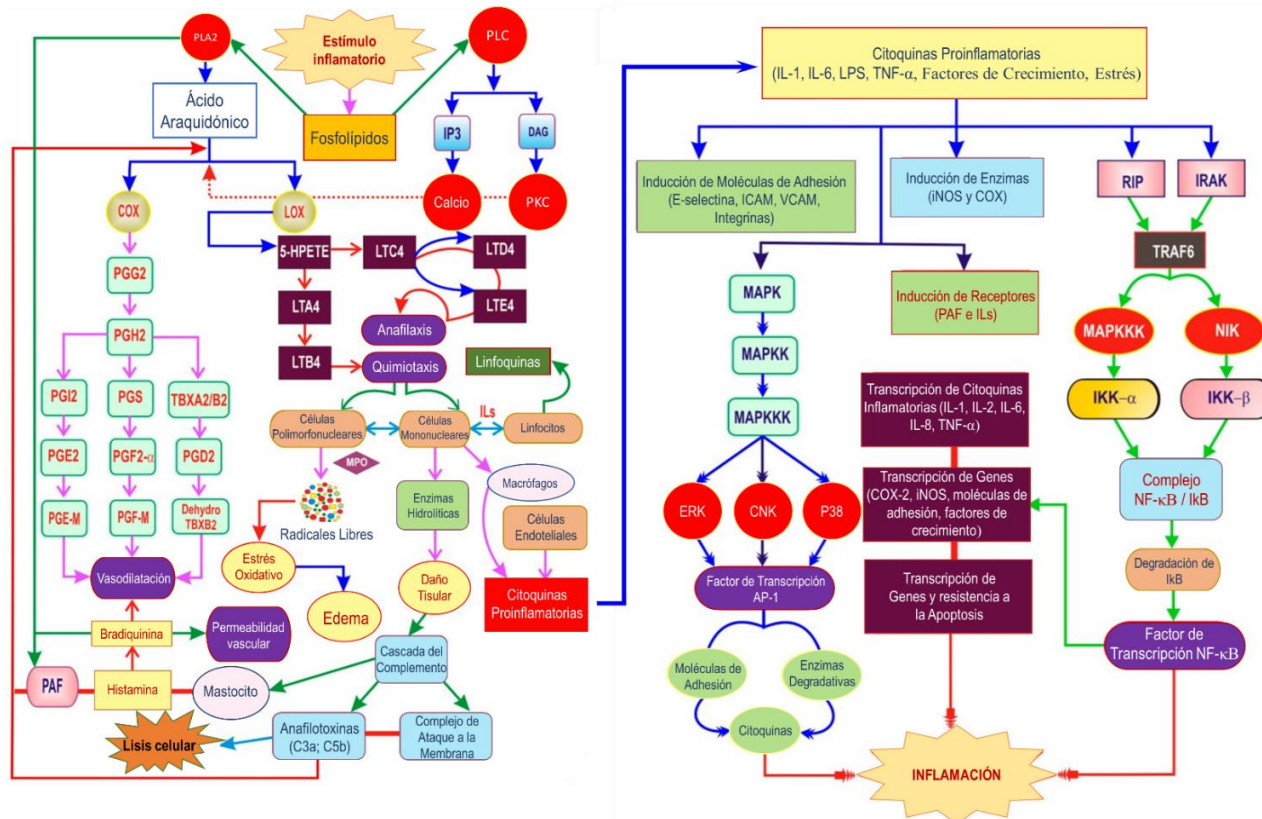 PLA2
Estímulo
inflamatorio
PLC
Ácido
Araquidónico
Fosfolípidos
IP3
DAG
COX
LOX
Calcio
PKC
5-HPETE
LTC4
LTD4
PGG2
LTA4
LTE4
Anafilaxis
PGH2
LTB4
Quimiotaxis
Linfoquinas
PGI2
PGS
TBXA2/B2
Células
Polimorfonucleares
Células
Mononucleares
ILs
Linfocitos
PGE2
PGF2-α
PGD2
MPO
Macrófagos
PGE-M
PGF-M
Dehydro
TBXB2
Radicales Libres
Enzimas
Hidrolíticas
Células
Endoteliales
Vasodilatación
Estrés
Oxidativo
Edema
Daño
Tisular
Citoquinas
Proinflamatorias
Bradiquinina
Permeabilidad
vascular
Cascada del
Complemento
PAF
Histamina
Mastocito
Lisis celular
Anafilotoxinas
(C3a; C5b)
Complejo de
Ataque a la
Membrana
Citoquinas Proinflamatorias
(IL-1, IL-6, LPS, TNF-α, Factores de Crecimiento, Estrés)
Inducción de Moléculas de Adhesión
(E-selectina, ICAM, VCAM,
Integrinas)
Inducción de Enzimas
(iNOS y COX)
RIP
IRAK
TRAF6
MAPK
Inducción de Receptores
(PAF e ILs)
MAPKKK
NIK
MAPKK
MAPKKK
Transcripción de Citoquinas
Inflamatorias (IL-1, IL-2, IL-6,
IL-8, TNF-α)
IKK-α
IKK-β
ERK
CNK
P38
Transcripción de Genes
(COX-2, iNOS, moléculas de
adhesión, factores de
crecimiento)
Complejo
NF-κB / IkB
Factor de Transcripción
AP-1
Transcripción de
Genes y resistencia a
la Apoptosis
Degradación de
IkB
Factor de
Transcripción NF-κB
Moléculas de
Adhesión
Enzimas
Degradativas
Citoquinas
INFLAMACIÓN